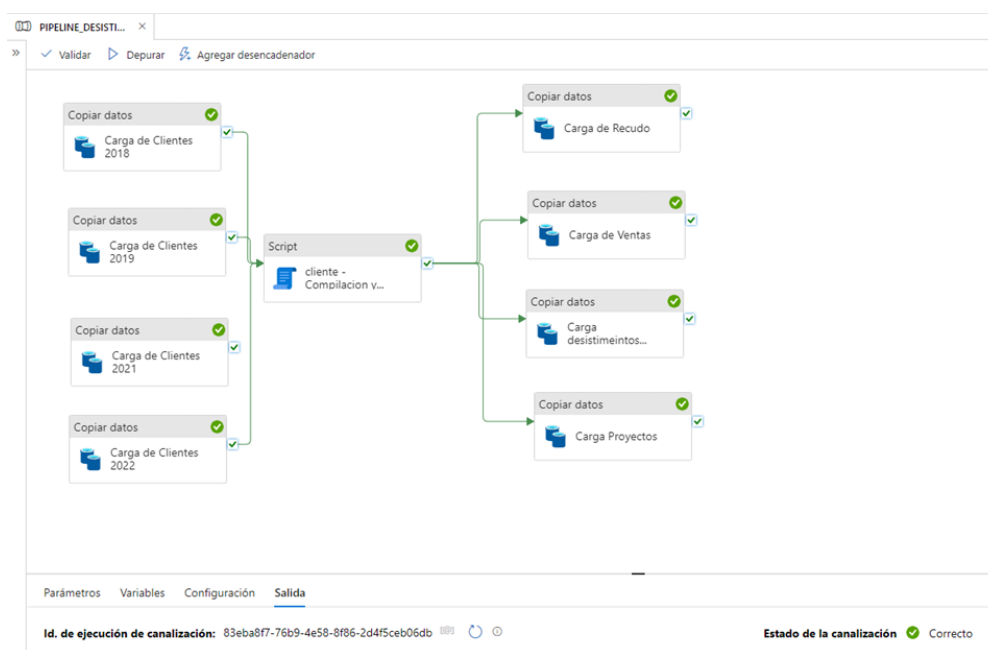 PIPELINE_DESISTI...
Validar
Depurar
Agregar desencadenador
Copiar datos
Carga de Clientes
2018
Copiar datos
Carga de Clientes
2019
Copiar datos
Carga de Clientes
2021
Copiar datos
Carga de Clientes
2022
Script
cliente -
Compilacion y...
Copiar datos
Carga de Recudo
Copiar datos
Carga de Ventas
Copiar datos
Carga
desistimeintos...
Copiar datos
Carga Proyectos
Parámetros
Variables
Configuración
Salida
Id. de ejecución de canalización: 83eba8f7-76b9-4e58-8f86-2d4f5ceb06db
Estado de la canalización
Correcto